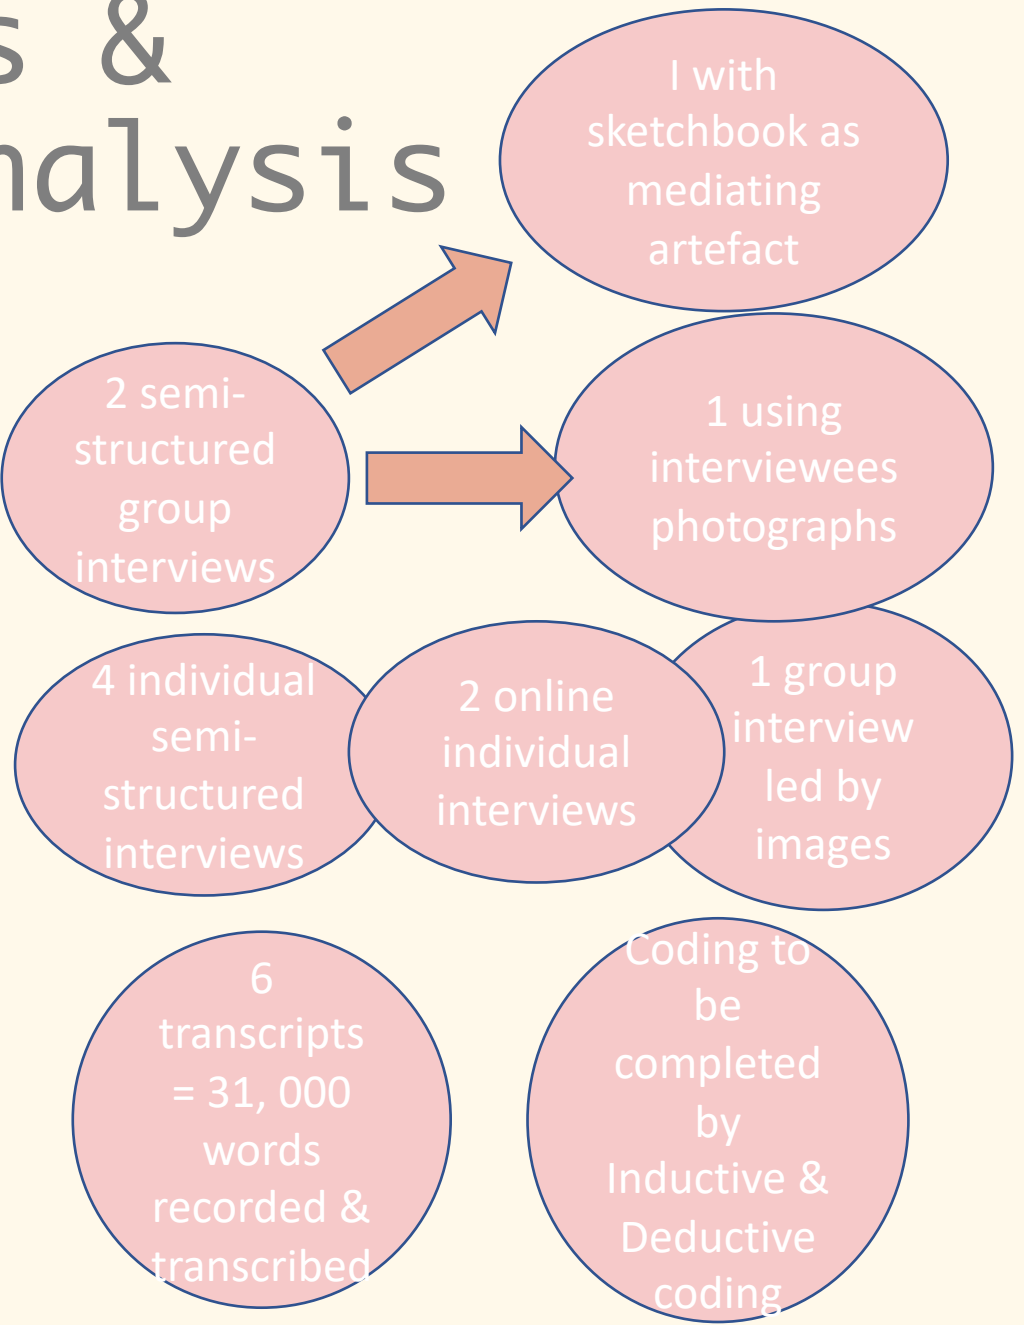 s &
nalysis
I with
sketchbook as
mediating
artefact
2 semi-
structured
group
interviews
1 using
interviewees
photographs
4 individual
semi-
structured
interviews
2 online
individual
interviews
1 group
interview
led by
images
6
transcripts
= 31, 000
words
recorded &
transcribed
Coding to
be
completed
by
Inductive &
Deductive
coding